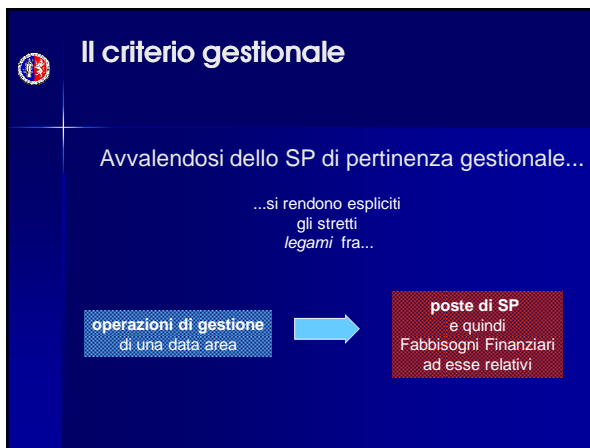 Il criterio gestionale
Avvalendosi dello SP di pertinenza gestionale...
...si rendono espliciti
gli stretti
legami fra...
operazioni di gestione
di una data area
poste di SP
e quindi
Fabbisogni Finanziari
ad esse relativi